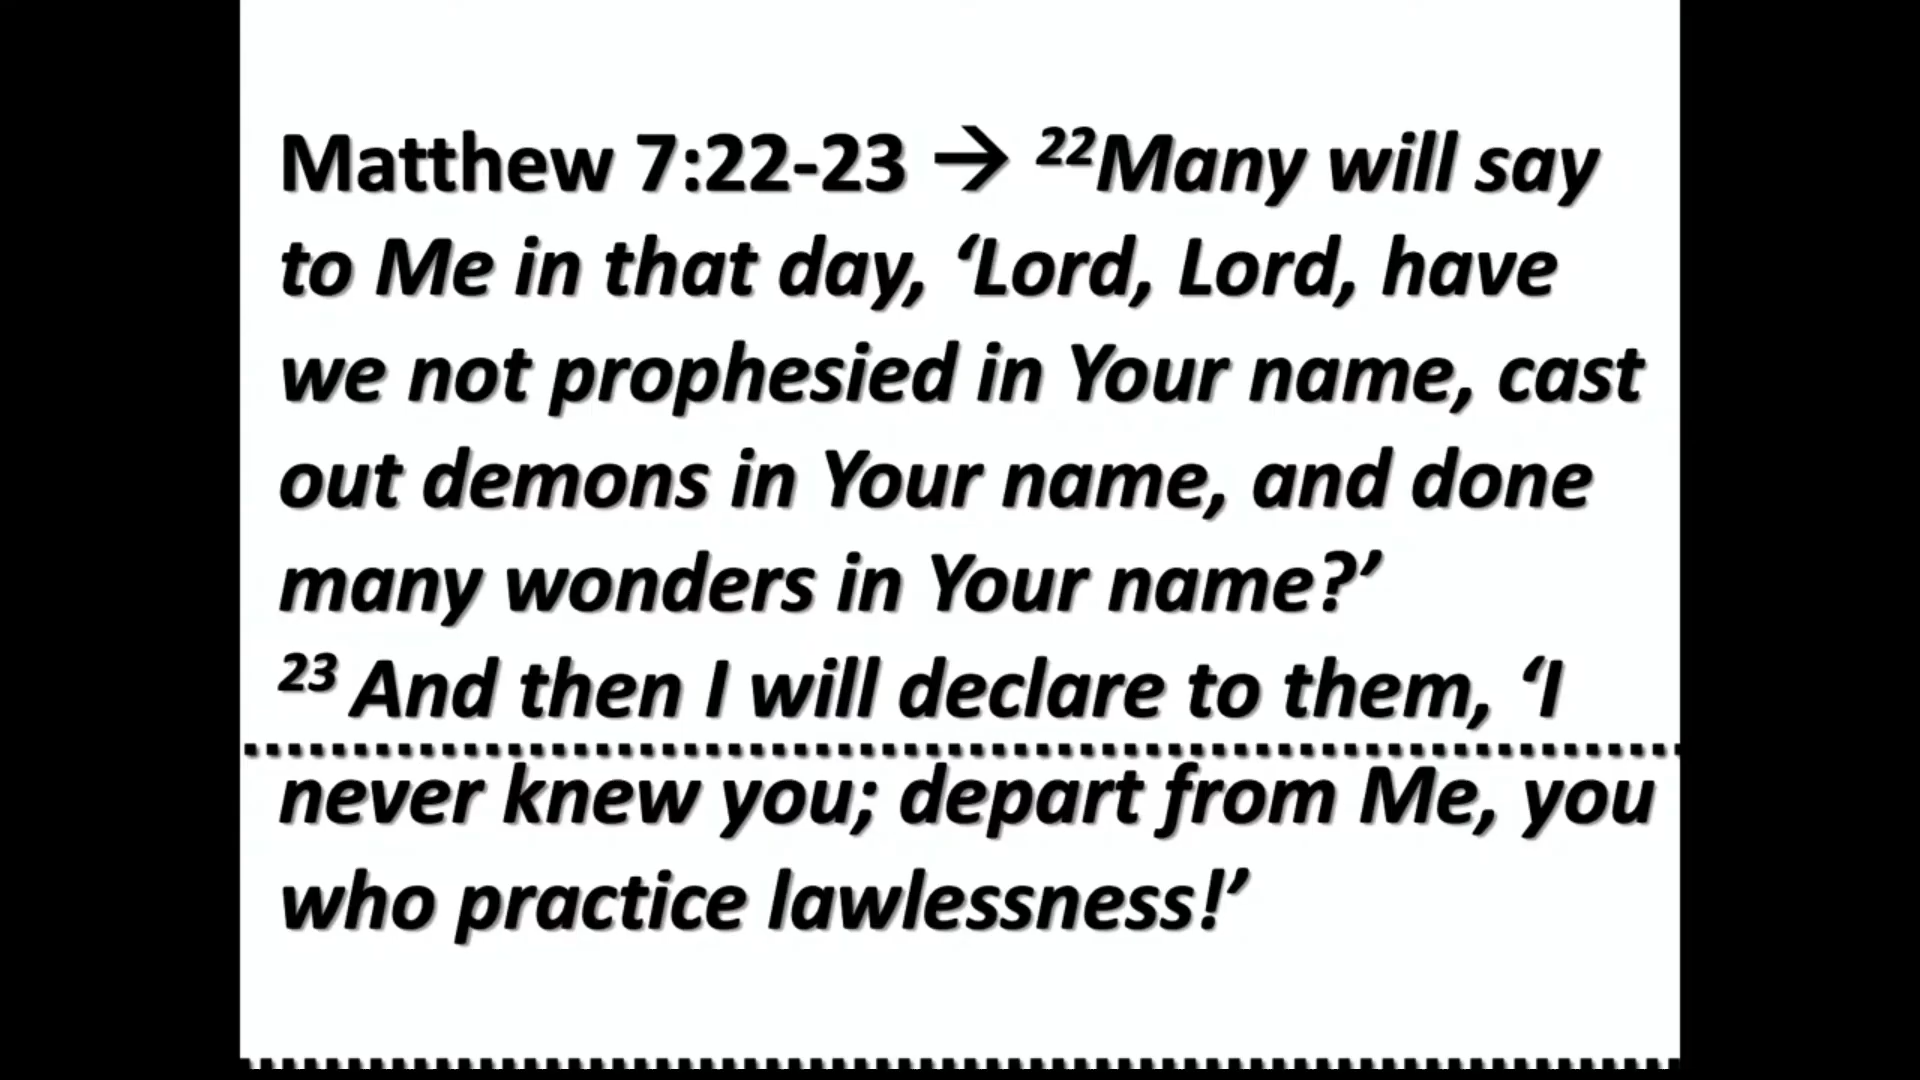 Matthew 7:22-23 → ²²Many will say
to Me in that day, ‘Lord, Lord, have
we not prophesied in Your name, cast
out demons in Your name, and done
many wonders in Your name?’
²³ And then I will declare to them, ‘I
never knew you; depart from Me, you
who practice lawlessness!’